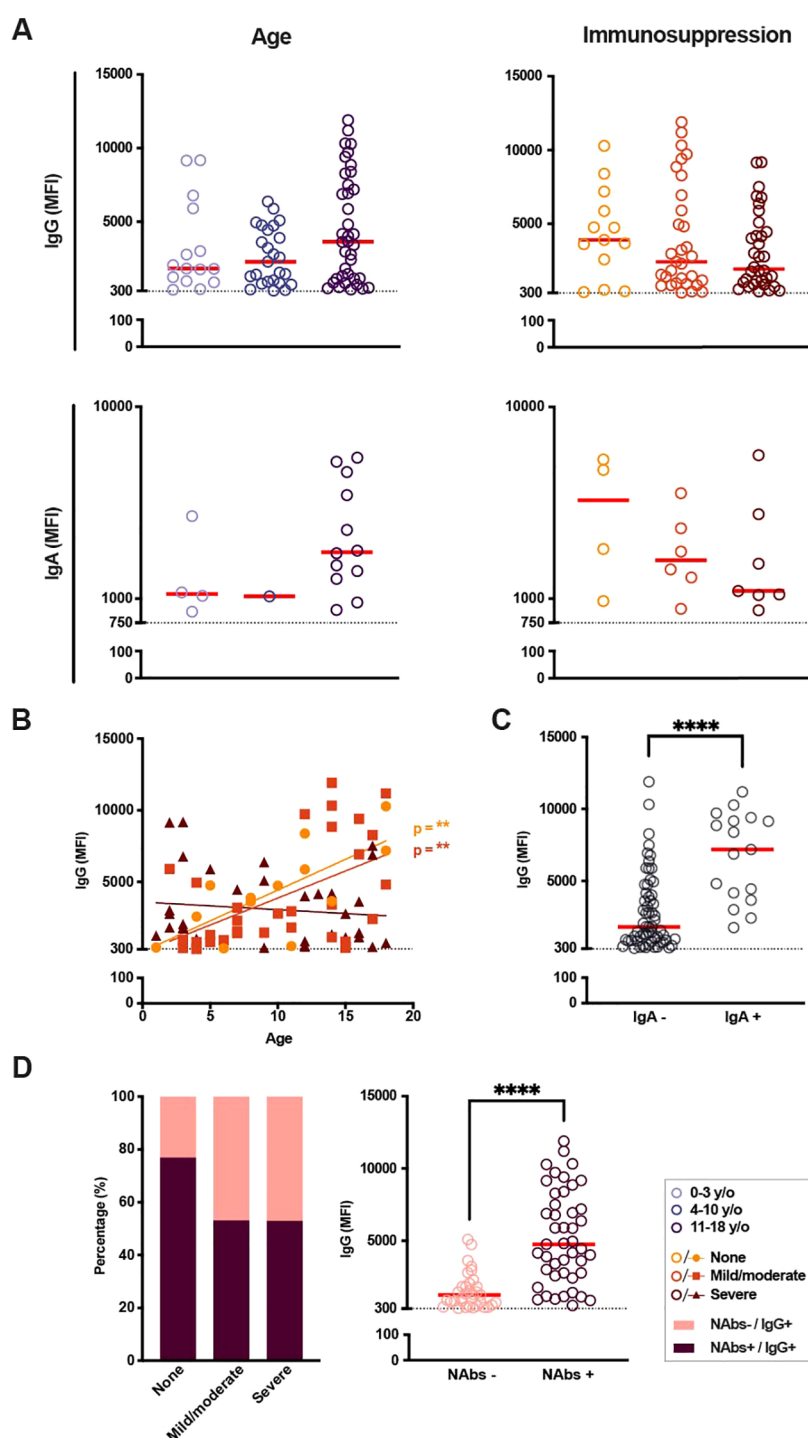 A
Age
Immunosuppression
IgG (MFI)
15000
10000
5000
300
100
0
15000
10000
5000
300
100
0
IgA (MFI)
10000
1000
750
100
0
10000
1000
750
100
0
B
IgG (MFI)
15000
10000
5000
300
100
0
0
5
10
15
20
Age
p = **
p = **
C
IgG (MFI)
15000
10000
5000
300
100
0
****
IgA -
IgA +
D
Percentage (%)
100
80
60
40
20
0
None
Mild/moderate
Severe
IgG (MFI)
15000
10000
5000
300
100
0
****
NAbs -
NAbs +
0-3 y/o
4-10 y/o
11-18 y/o
/ None
/ Mild/moderate
/ Severe
NAbs- / IgG+
NAbs+ / IgG+